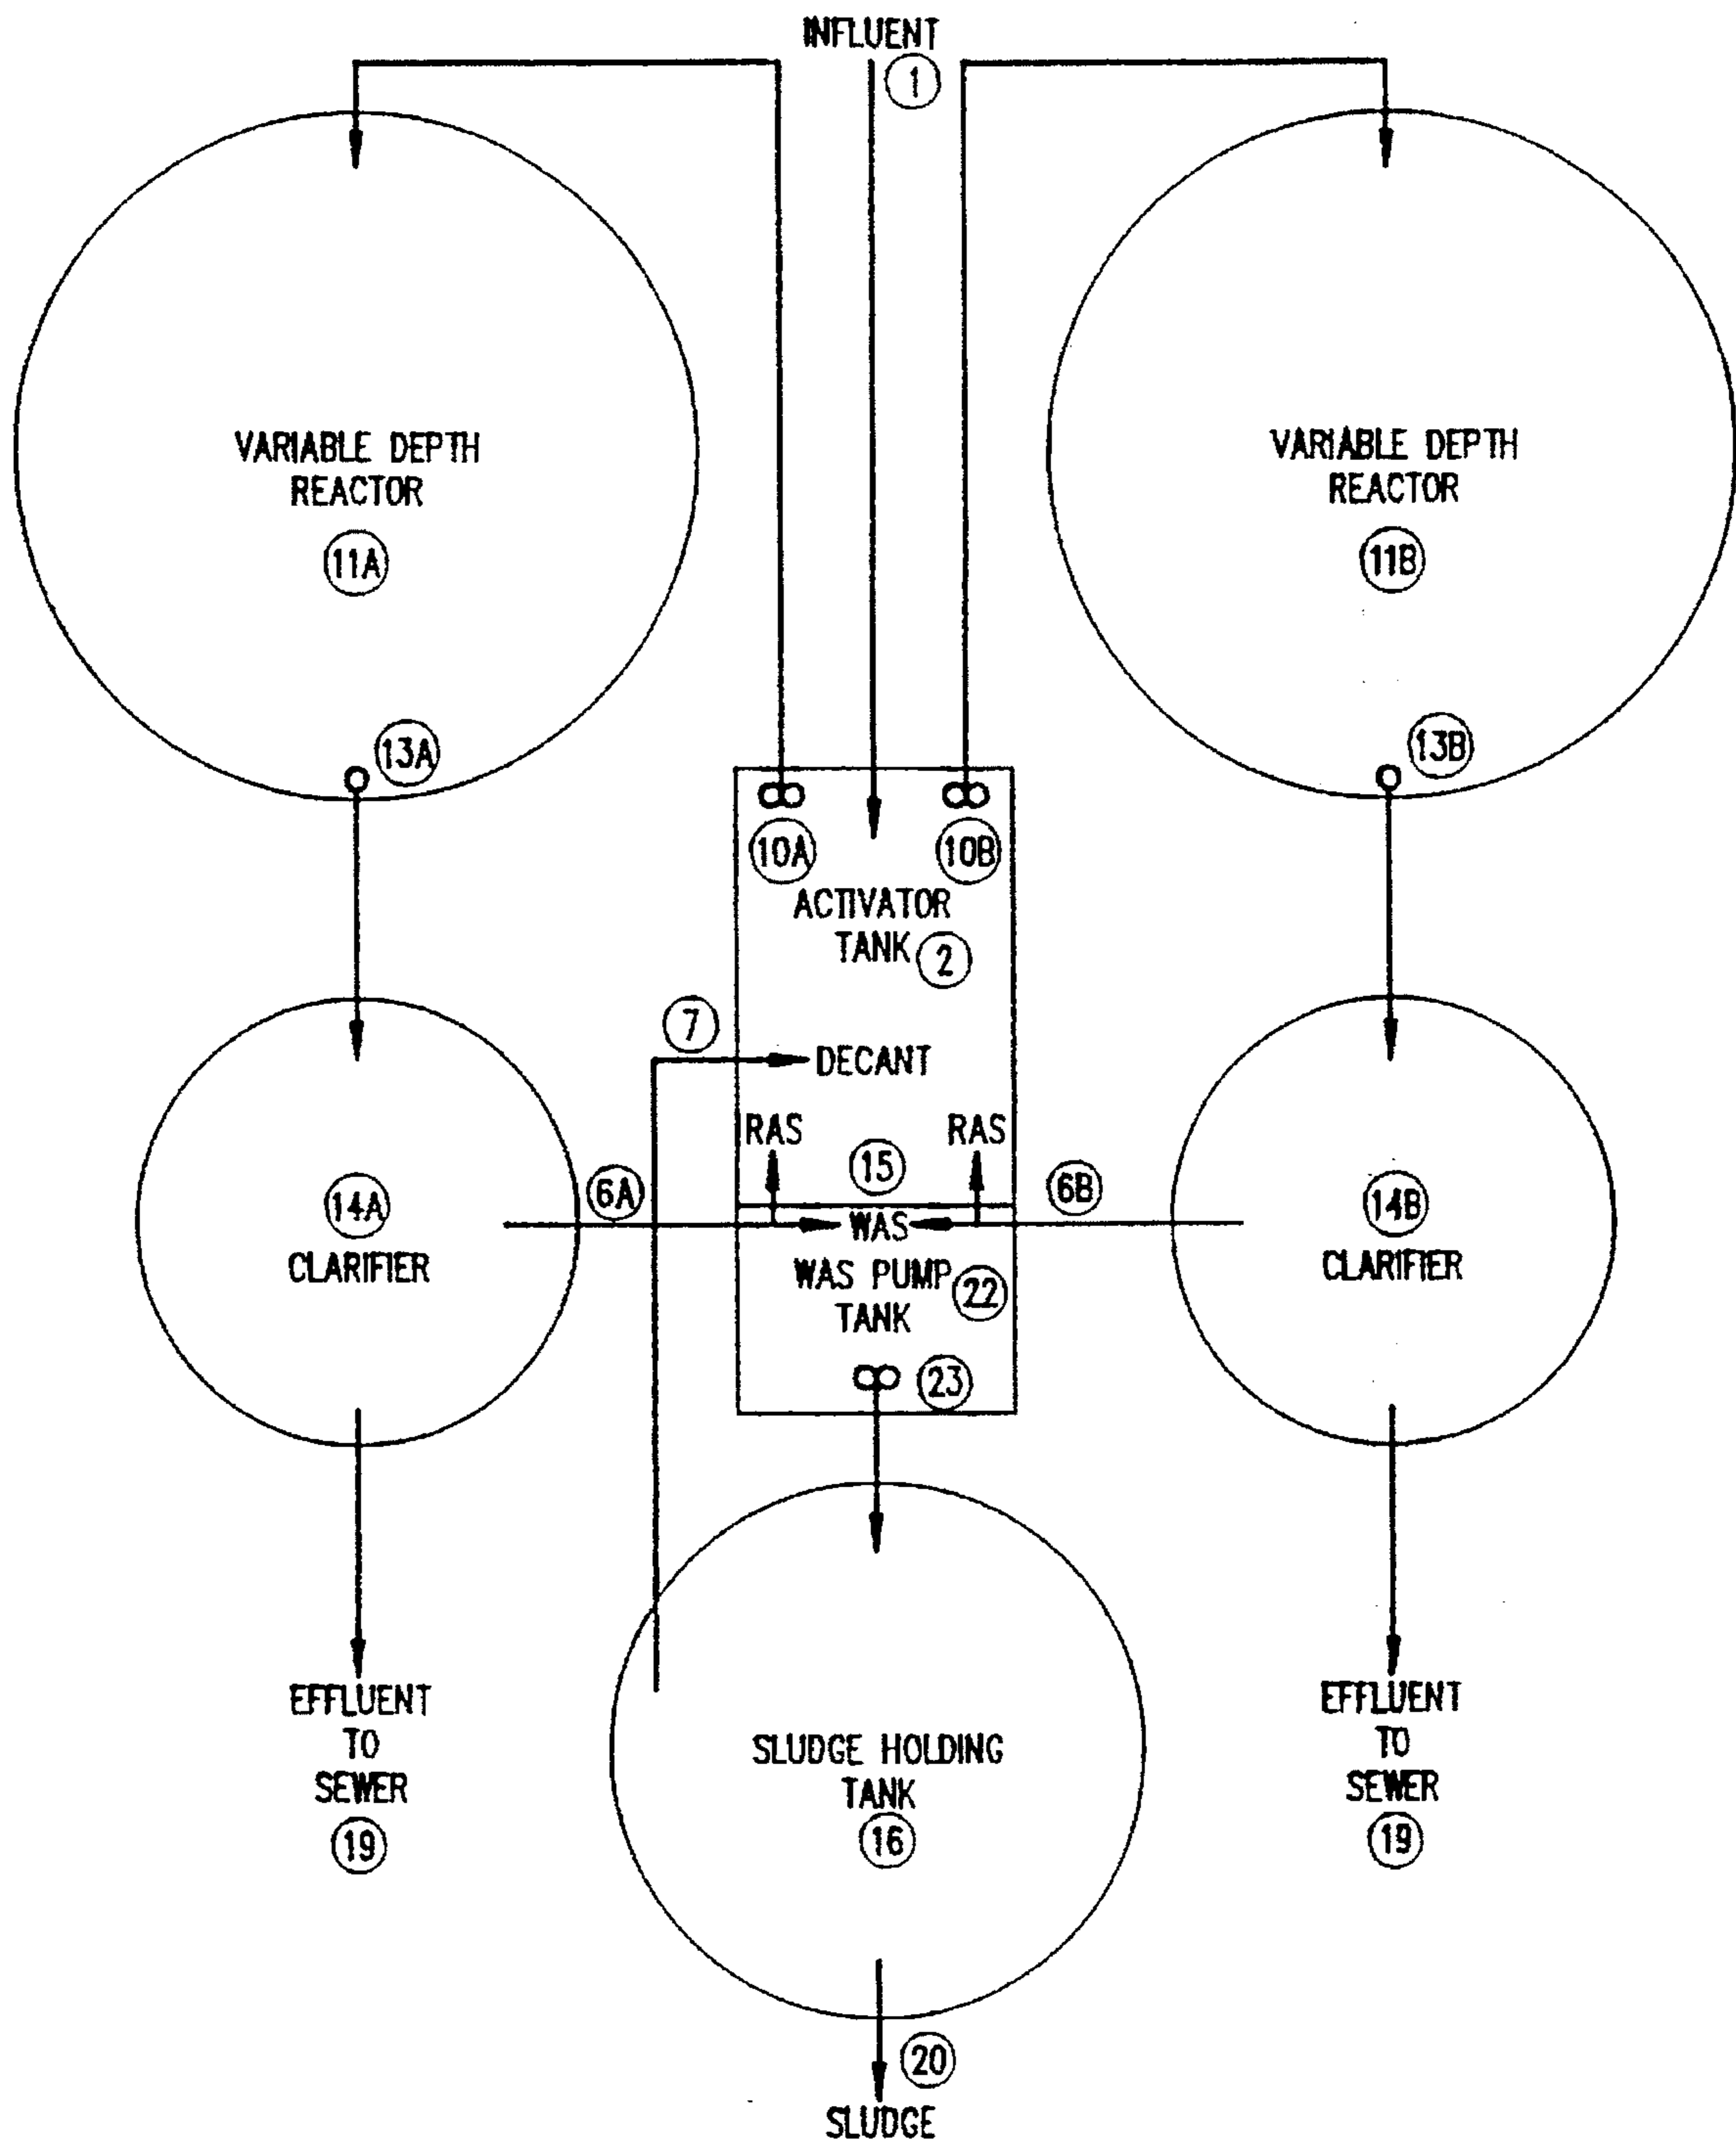 INFLUENT
1
VARIABLE DEPTH
REACTOR
11A
VARIABLE DEPTH
REACTOR
11B
13A
13B
10A
10B
ACTIVATOR
TANK 2
7
DECANT
RAS
RAS
15
6A
6B
WAS
14A
CLARIFIER
14B
CLARIFIER
WAS PUMP 22
TANK
23
EFFLUENT
TO
SEWER
19
EFFLUENT
TO
SEWER
19
SLUDGE HOLDING
TANK
16
20
SLUDGE